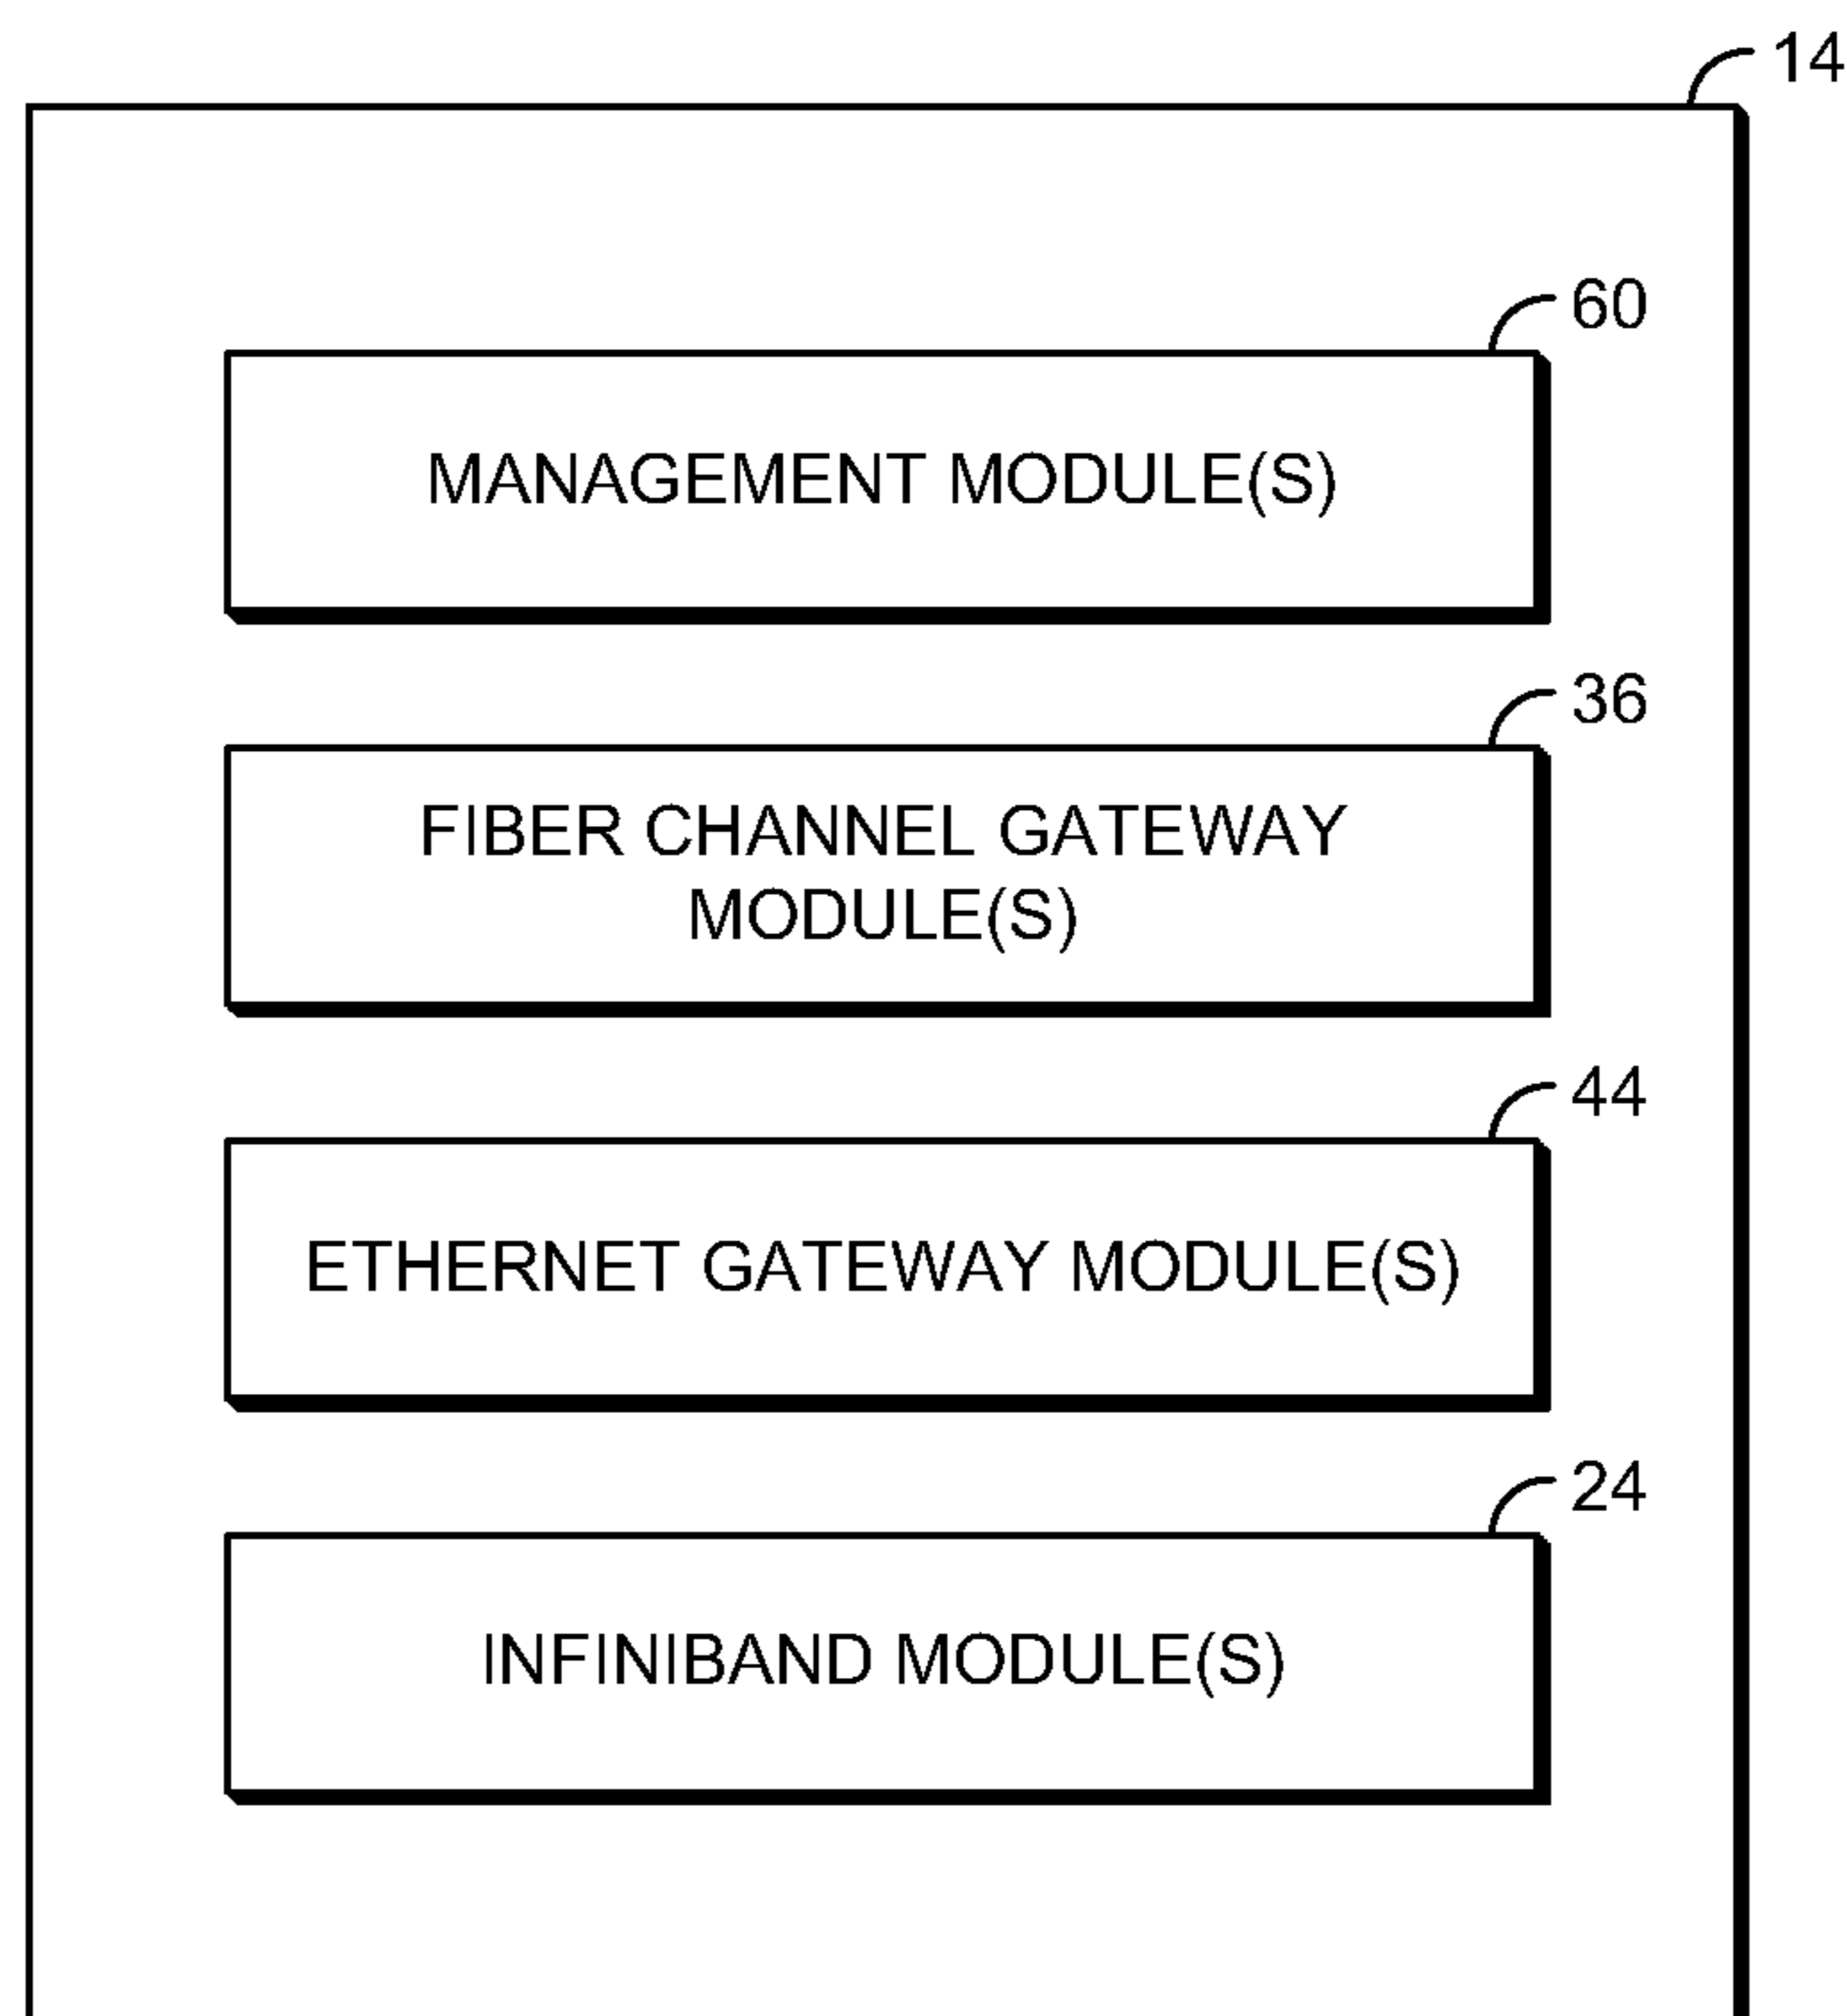 14
60
MANAGEMENT MODULE(S)
36
FIBER CHANNEL GATEWAY
MODULE(S)
44
ETHERNET GATEWAY MODULE(S)
24
INFINIBAND MODULE(S)